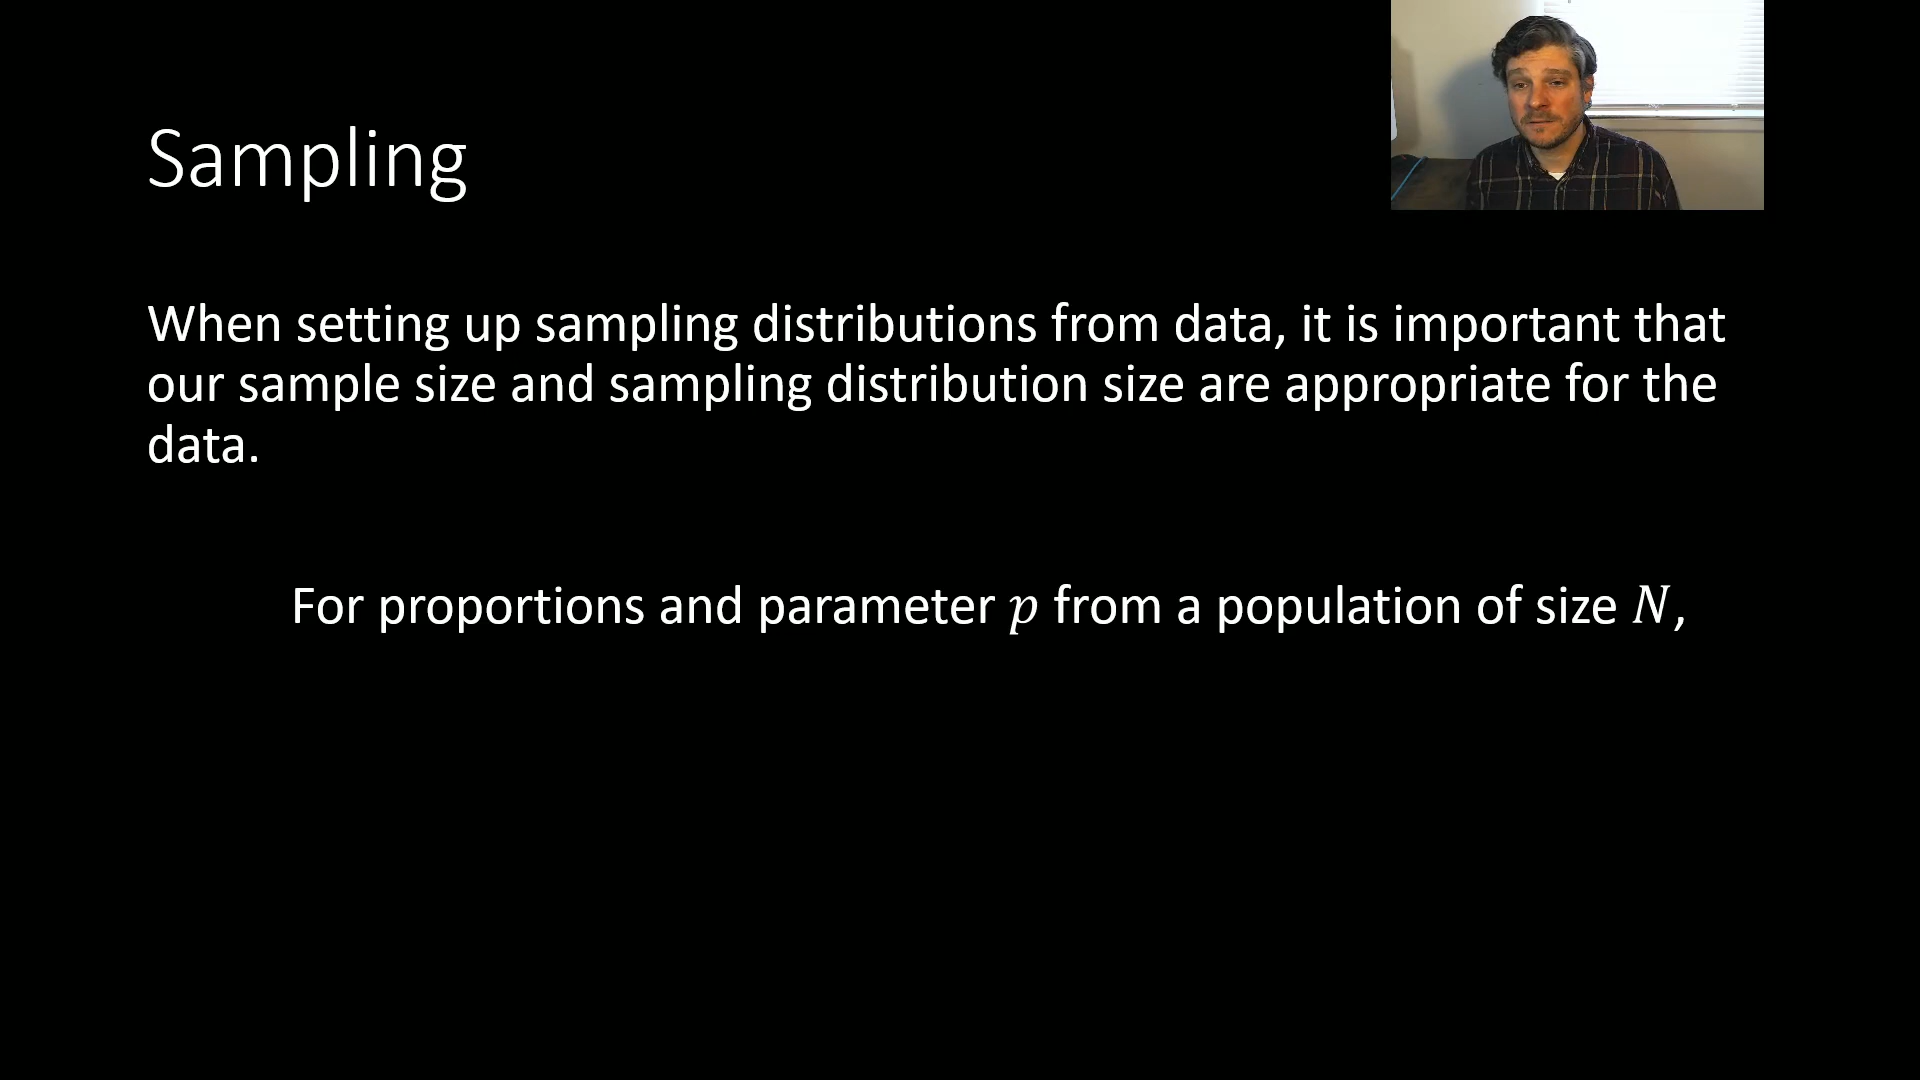 Sampling
When setting up sampling distributions from data, it is important that
our sample size and sampling distribution size are appropriate for the
data.
For proportions and parameter p from a population of size N,